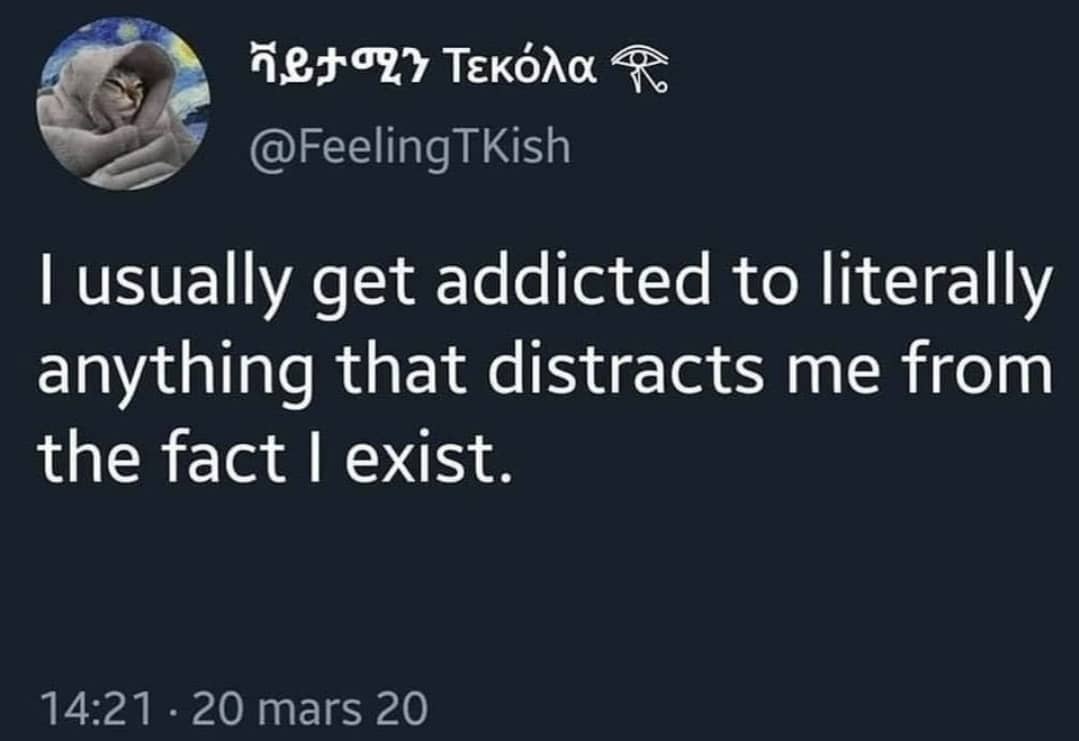 ቫይታሚን Τεκόλα 𓂀
@FeelingTKish
I usually get addicted to literally
anything that distracts me from
the fact I exist.
14:21 · 20 mars 20